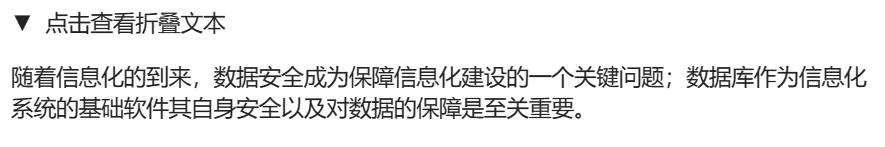 ▼ 点击查看折叠文本
随着信息化的到来，数据安全成为保障信息化建设的一个关键问题；数据库作为信息化
系统的基础软件其自身安全以及对数据的保障是至关重要。